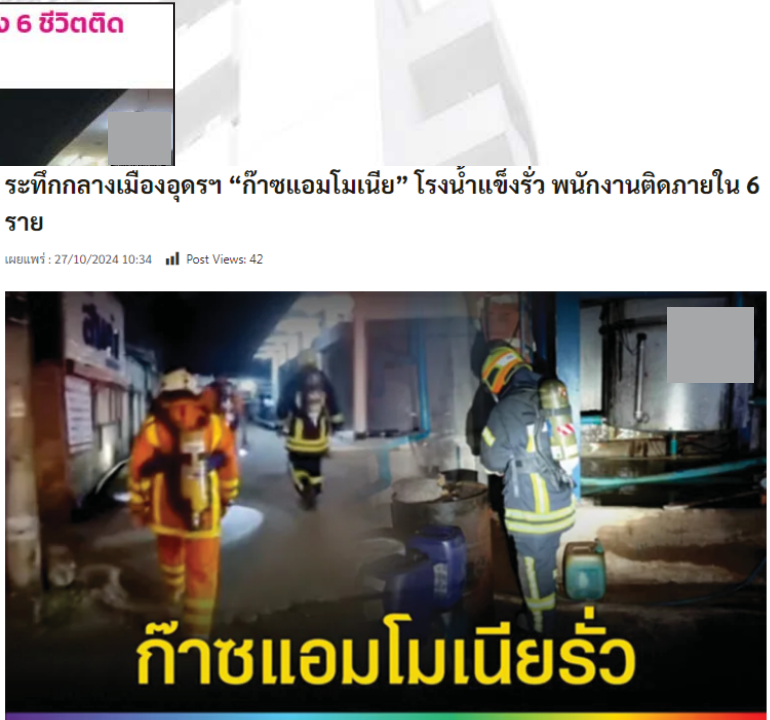 ง 6 ชีวิตติด
ระทึกกลางเมืองอุดรฯ “ก๊าซแอมโมเนีย” โรงน้ำแข็งรั่ว พนักงานติดภายใน 6
ราย
เผยแพร่ : 27/10/2024 10:34 Post Views: 42
ก๊าซแอมโมเนียรั่ว